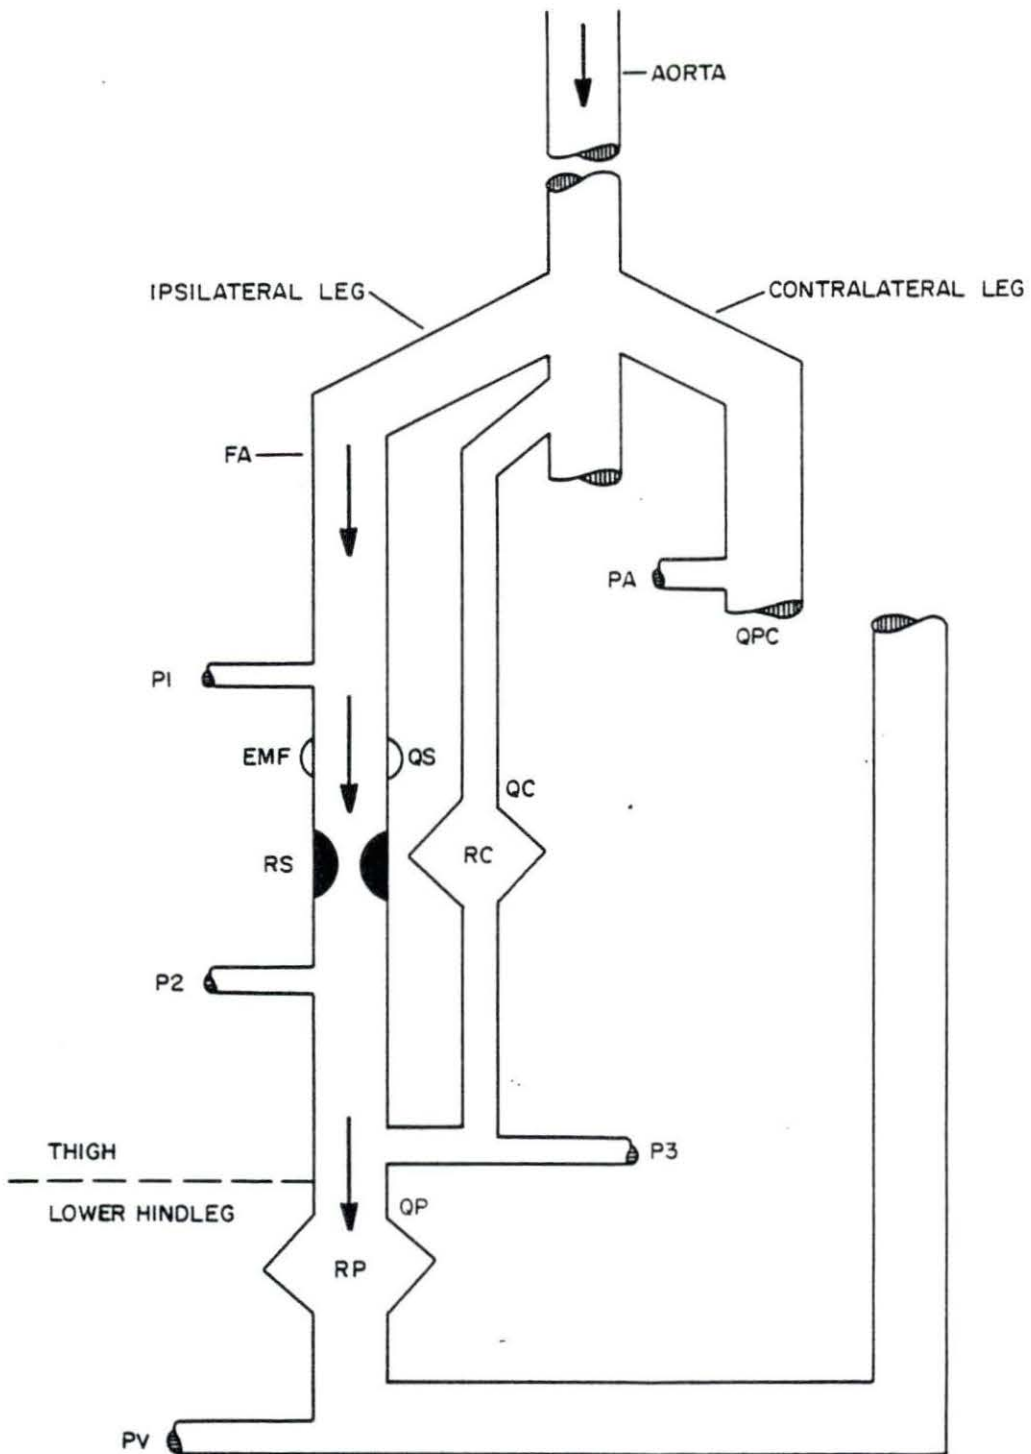 AORTA
IPSILATERAL LEG
CONTRALATERAL LEG
FA
PA
QPC
P1
EMF
QS
QC
RS
RC
P2
THIGH
P3
LOWER HINDLEG
QP
RP
PV